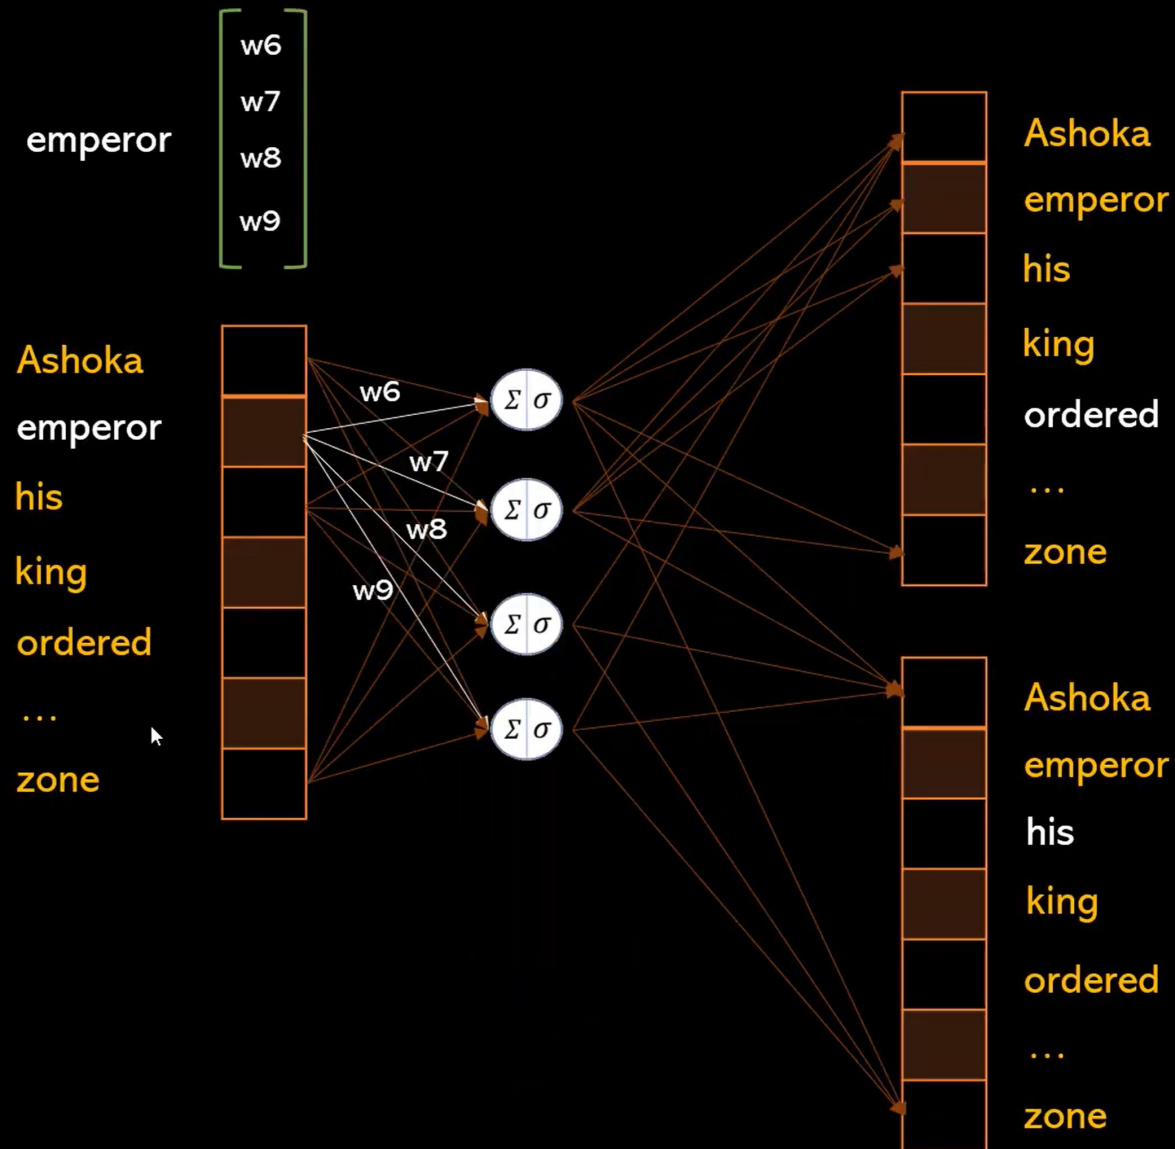 w6
w7
emperor
w8
w9
Ashoka
emperor
his
king
ordered
...
zone
w6
w7
w8
w9
Σ σ
Σ σ
Σ σ
Σ σ
Ashoka
emperor
his
king
ordered
...
zone
Ashoka
emperor
his
king
ordered
...
zone